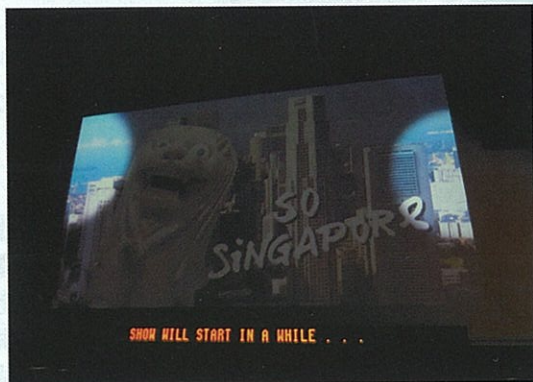 SO
SiNGAPORe
SHOW WILL START IN A WHILE . . .